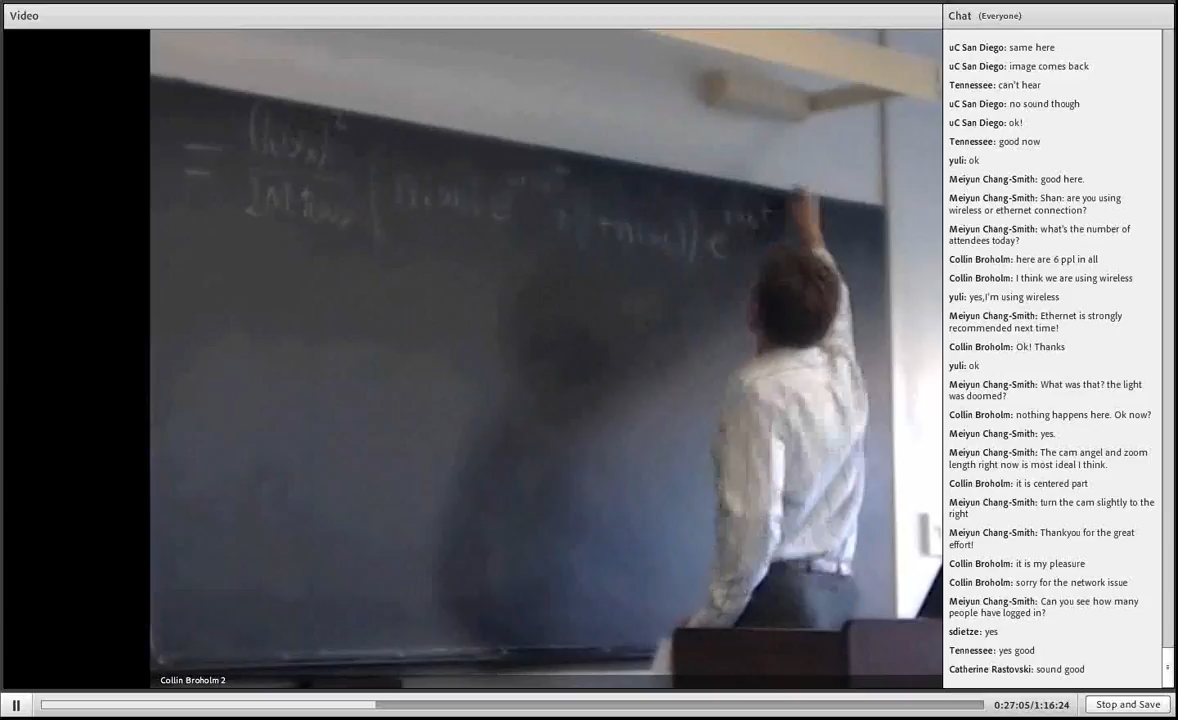 Video
Chat (Everyone)
uC San Diego: same here
uC San Diego: image comes back
Tennessee: can't hear
uC San Diego: no sound though
uC San Diego: ok!
Tennessee: good now
yuli: ok
Meiyun Chang-Smith: good here.
Meiyun Chang-Smith: Shan: are you using
wireless or ethernet connection?
Meiyun Chang-Smith: what's the number of
attendees today?
Collin Broholm: here are 6 ppl in all
Collin Broholm: I think we are using wireless
yuli: yes,I'm using wireless
Meiyun Chang-Smith: Ethernet is strongly
recommended next time!
Collin Broholm: Ok! Thanks
yuli: ok
Meiyun Chang-Smith: What was that? the light
was doomed?
Collin Broholm: nothing happens here. Ok now?
Meiyun Chang-Smith: yes.
Meiyun Chang-Smith: The cam angel and zoom
length right now is most ideal I think.
Collin Broholm: it is centered part
Meiyun Chang-Smith: turn the cam slightly to the
right
Meiyun Chang-Smith: Thankyou for the great
effort!
Collin Broholm: it is my pleasure
Collin Broholm: sorry for the network issue
Meiyun Chang-Smith: Can you see how many
people have logged in?
sdietze: yes
Tennessee: yes good
Catherine Rastovski: sound good
Collin Broholm 2
0:27:05/1:16:24
Stop and Save